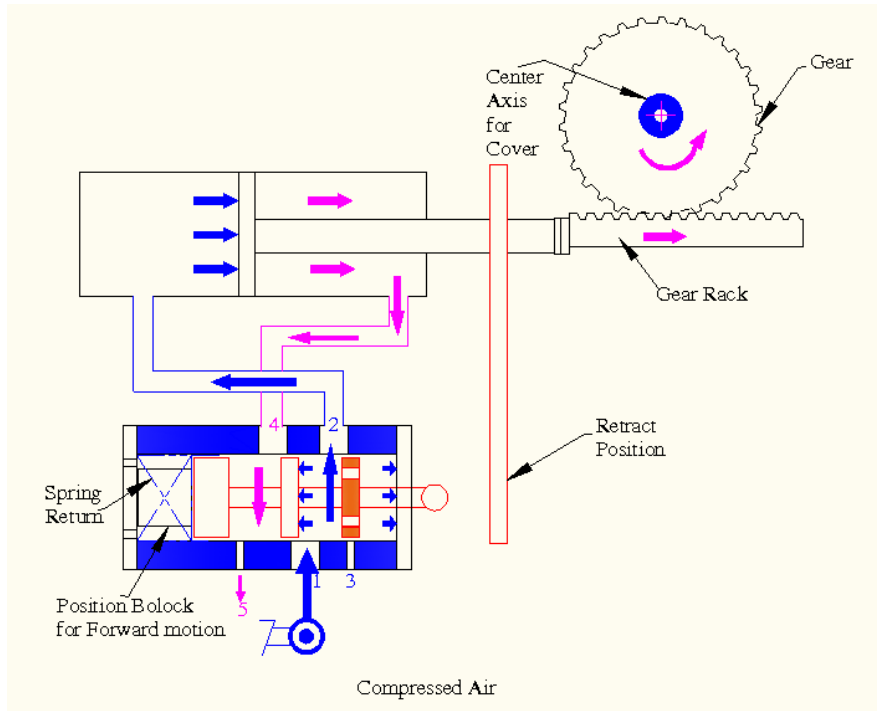 Center
Axis
for
Cover
Gear
Gear Rack
4
2
Retract
Position
Spring
Return
1
3
5
Position Bolock
for Forward motion
Compressed Air